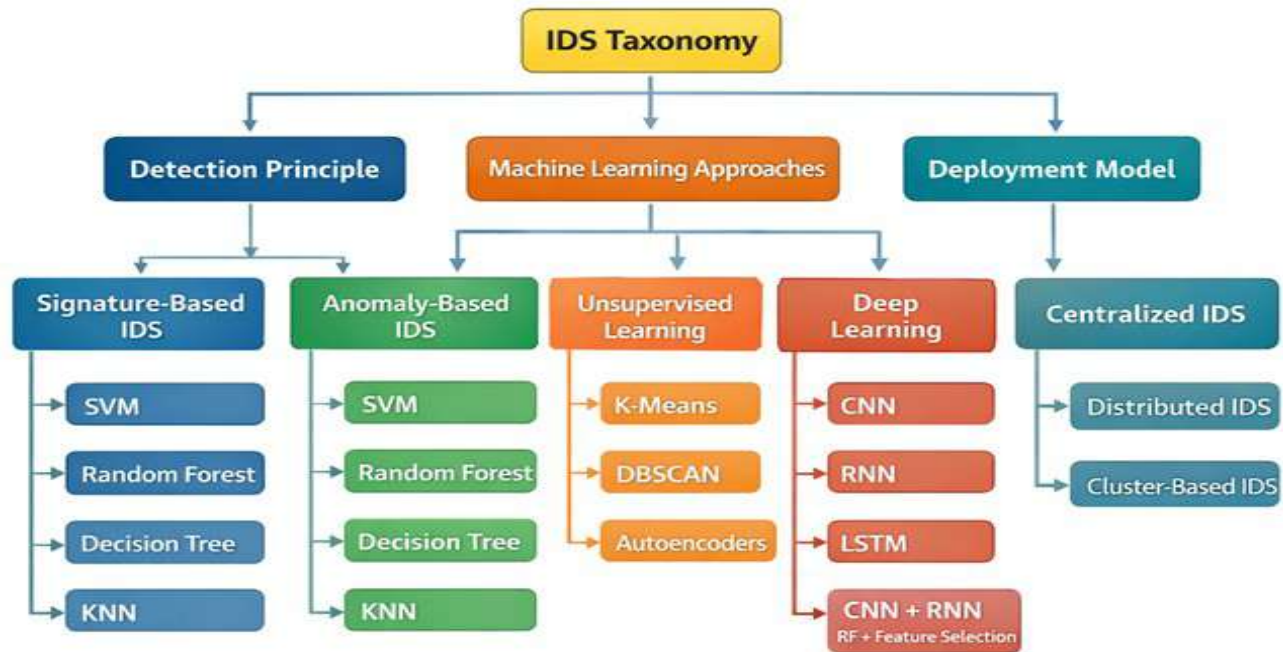 IDS Taxonomy
Detection Principle
Machine Learning Approaches
Deployment Model
Signature-Based
IDS
SVM
Random Forest
Decision Tree
KNN
Anomaly-Based
IDS
SVM
Random Forest
Decision Tree
KNN
Unsupervised
Learning
K-Means
DBSCAN
Autoencoders
Deep
Learning
CNN
RNN
LSTM
CNN + RNN
RF + Feature Selection
Centralized IDS
Distributed IDS
Cluster-Based IDS